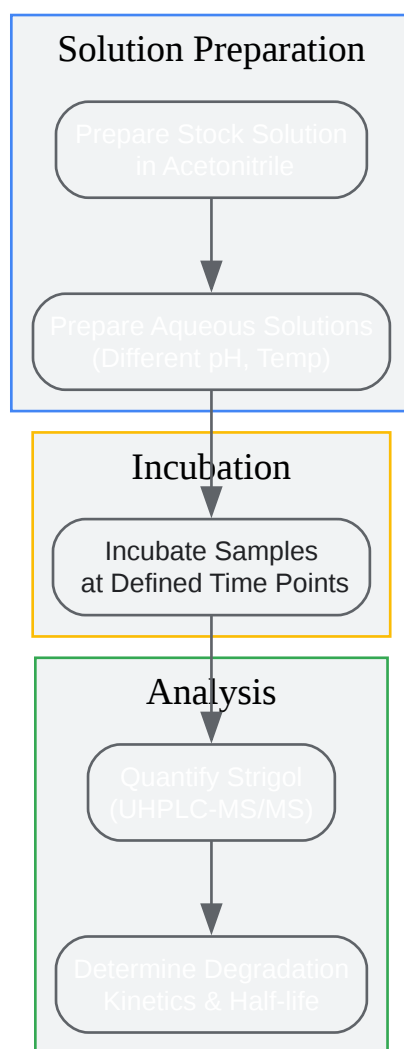 Solution Preparation
Prepare Stock Solution
in Acetonitrile
Prepare Aqueous Solutions
(Different pH, Temp)
Incubation
Incubate Samples
at Defined Time Points
Analysis
Quantify Strigol
(UHPLC-MS/MS)
Determine Degradation
Kinetics & Half-life